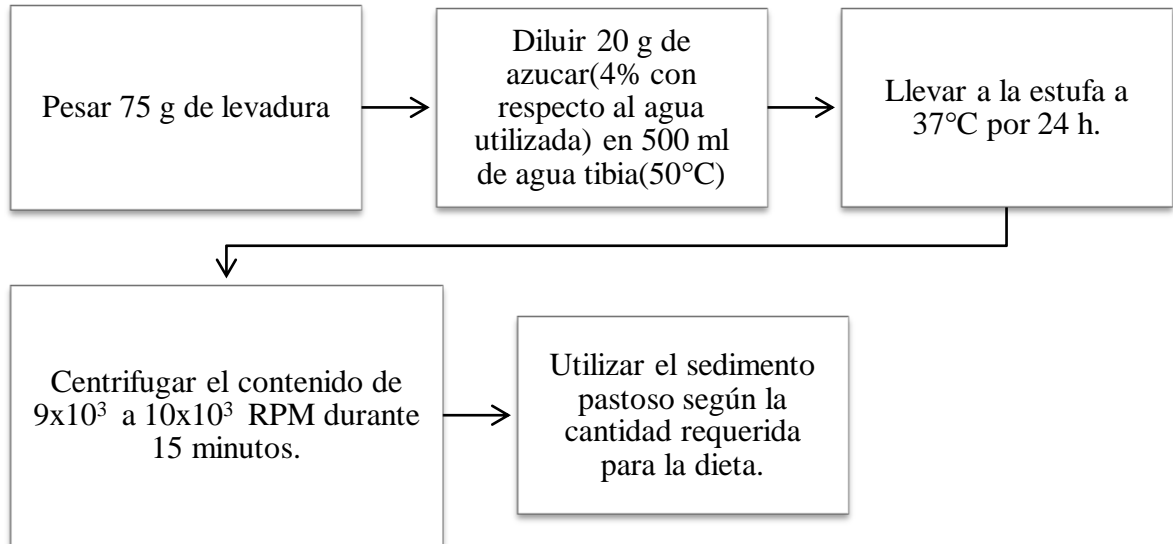 Pesar 75 g de levadura
Diluir 20 g de
azucar(4% con
respecto al agua
utilizada) en 500 ml
de agua tibia(50°C)
Llevar a la estufa a
37°C por 24 h.
Centrifugar el contenido de
9x10³ a 10x10³ RPM durante
15 minutos.
Utilizar el sedimento
pastoso según la
cantidad requerida
para la dieta.